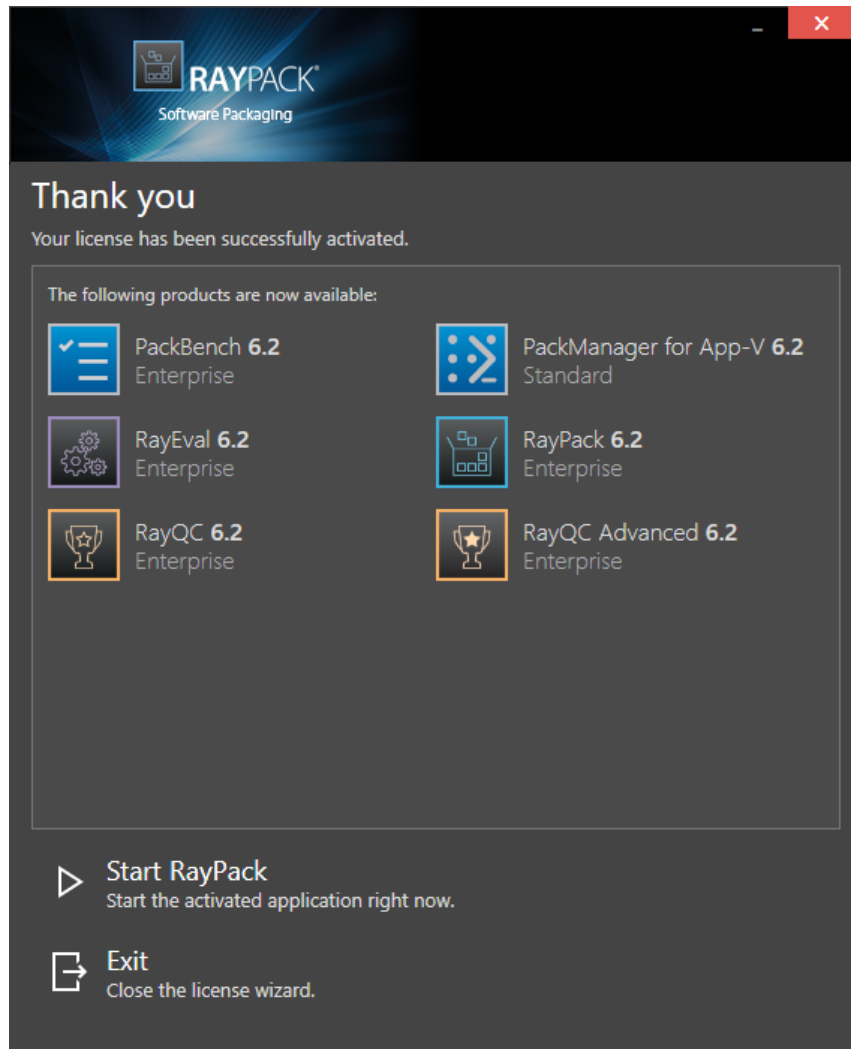 RAYPACK®
Software Packaging
Thank you
Your license has been successfully activated.
The following products are now available:
PackBench 6.2
Enterprise
PackManager for App-V 6.2
Standard
RayEval 6.2
Enterprise
RayPack 6.2
Enterprise
RayQC 6.2
Enterprise
RayQC Advanced 6.2
Enterprise
Start RayPack
Start the activated application right now.
Exit
Close the license wizard.